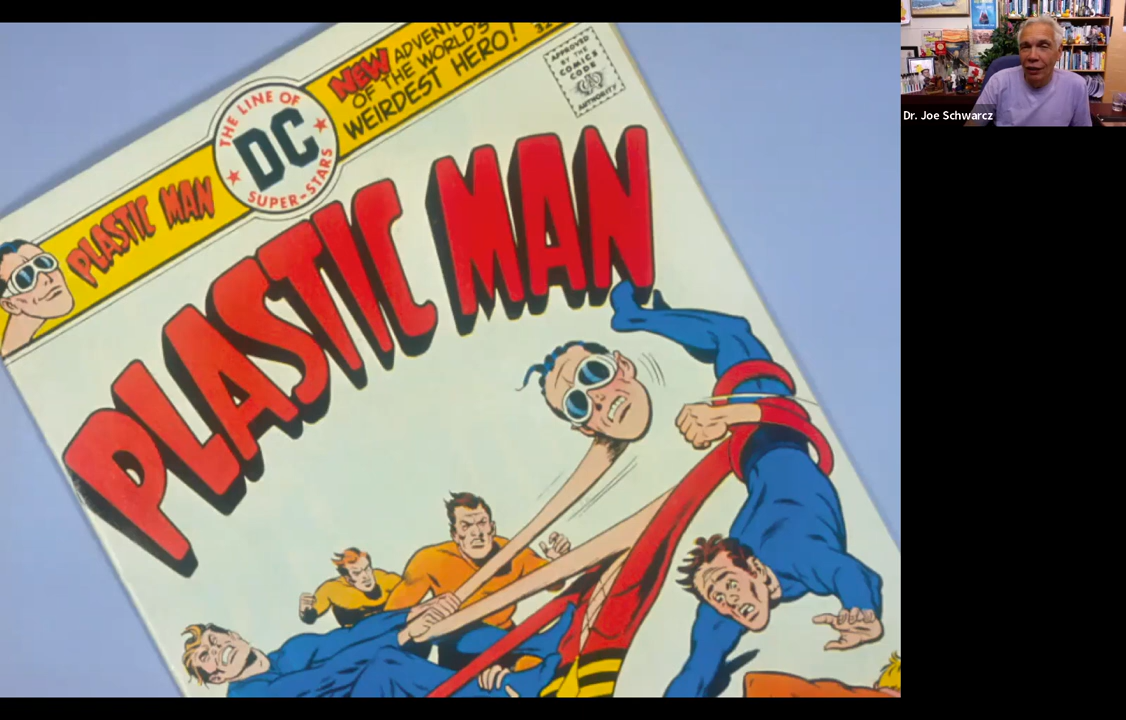 PLASTIC MAN
THE LINE OF
DC
SUPER-STARS
NEW ADVENTU
OF THE WORLD'S
WEIRDEST HERO!
APPROVED
BY THE
COMICS
CODE
AUTHORITY
PLASTIC MAN
Dr. Joe Schwarcz